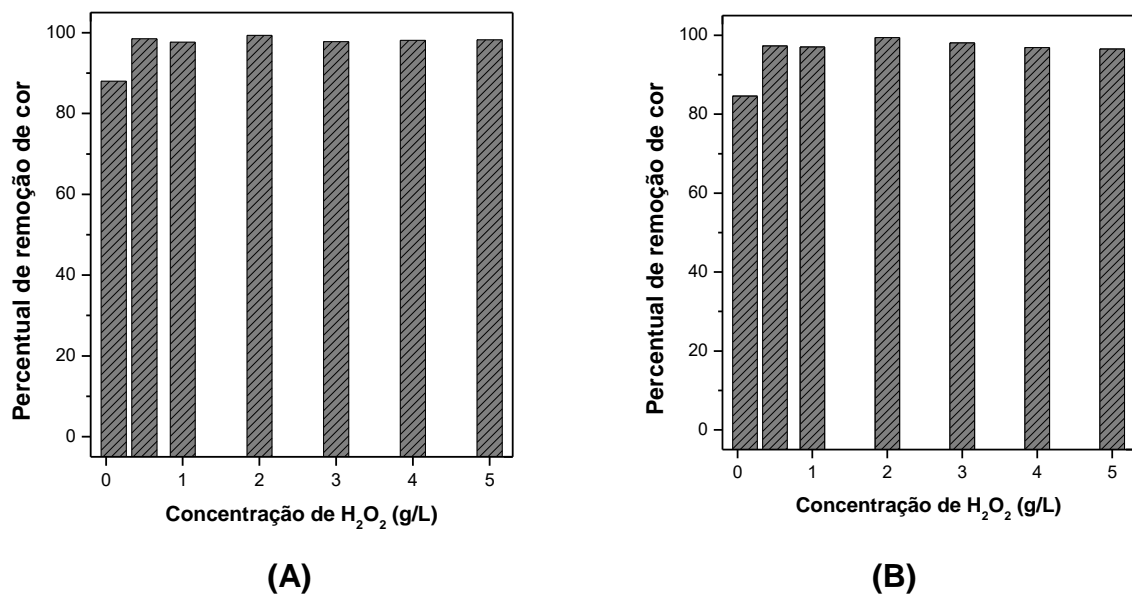 Percentual de remoção de cor
100
80
60
40
20
0
0 1 2 3 4 5
Concentração de H₂O₂ (g/L)
(A)
Percentual de remoção de cor
100
80
60
40
20
0
0 1 2 3 4 5
Concentração de H₂O₂ (g/L)
(B)